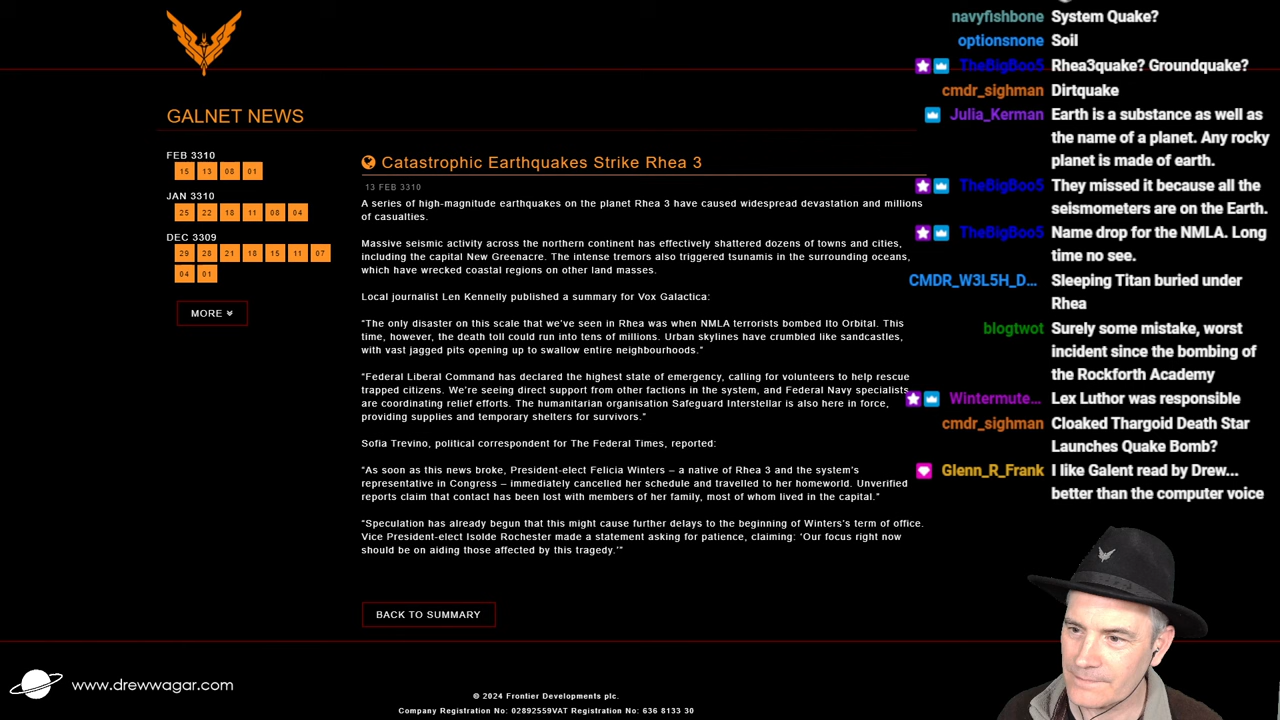 GALNET NEWS
FEB 3310
15 13 08 01
JAN 3310
25 22 18 11 08 04
DEC 3309
29 28 21 18 15 11 07
04 01
MORE
Catastrophic Earthquakes Strike Rhea 3
13 FEB 3310
A series of high-magnitude earthquakes on the planet Rhea 3 have caused widespread devastation and millions
of casualties.
Massive seismic activity across the northern continent has effectively shattered dozens of towns and cities,
including the capital New Greenacre. The intense tremors also triggered tsunamis in the surrounding oceans,
which have wrecked coastal regions on other land masses.
Local journalist Len Kennelly published a summary for Vox Galactica:
“The only disaster on this scale that we’ve seen in Rhea was when NMLA terrorists bombed Ito Orbital. This
time, however, the death toll could run into tens of millions. Urban skylines have crumbled like sandcastles,
with vast jagged pits opening up to swallow entire neighbourhoods.”
“Federal Liberal Command has declared the highest state of emergency, calling for volunteers to help rescue
trapped citizens. We’re seeing direct support from other factions in the system, and Federal Navy specialists
are coordinating relief efforts. The humanitarian organisation Safeguard Interstellar is also here in force,
providing supplies and temporary shelters for survivors.”
Sofia Trevino, political correspondent for The Federal Times, reported:
“As soon as this news broke, President-elect Felicia Winters – a native of Rhea 3 and the system’s
representative in Congress – immediately cancelled her schedule and travelled to her homeworld. Unverified
reports claim that contact has been lost with members of her family, most of whom lived in the capital.”
“Speculation has already begun that this might cause further delays to the beginning of Winters’s term of office.
Vice President-elect Isolde Rochester made a statement asking for patience, claiming: ‘Our focus right now
should be on aiding those affected by this tragedy.’”
BACK TO SUMMARY
© 2024 Frontier Developments plc.
Company Registration No: 02892559VAT Registration No: 636 8133 30
www.drewwagar.com
navyfishbone System Quake?
optionsnone Soil
TheBigBoo5 Rhea3quake? Groundquake?
cmdr_sighman Dirtquake
Julia_Kerman Earth is a substance as well as
the name of a planet. Any rocky
planet is made of earth.
TheBigBoo5 They missed it because all the
seismometers are on the Earth.
TheBigBoo5 Name drop for the NMLA. Long
time no see.
CMDR_W3L5H_D... Sleeping Titan buried under
Rhea
blogtwot Surely some mistake, worst
incident since the bombing of
the Rockforth Academy
Wintermute... Lex Luthor was responsible
cmdr_sighman Cloaked Thargoid Death Star
Launches Quake Bomb?
Glenn_R_Frank I like Galent read by Drew...
better than the computer voice